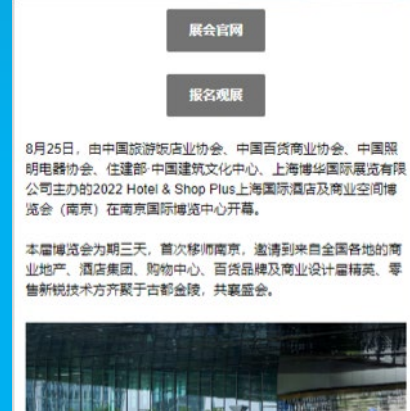 展会官网
报名观展
8月25日，由中国旅游饭店业协会、中国百货商业协会、中国照
明电器协会、住建部·中国建筑文化中心、上海博华国际展览有限
公司主办的2022 Hotel & Shop Plus上海国际酒店及商业空间博
览会（南京）在南京国际博览中心开幕。
本届博览会为期三天，首次移师南京，邀请到来自全国各地的商
业地产、酒店集团、购物中心、百货品牌及商业设计届精英、零
售新锐技术方齐聚于古都金陵，共襄盛会。